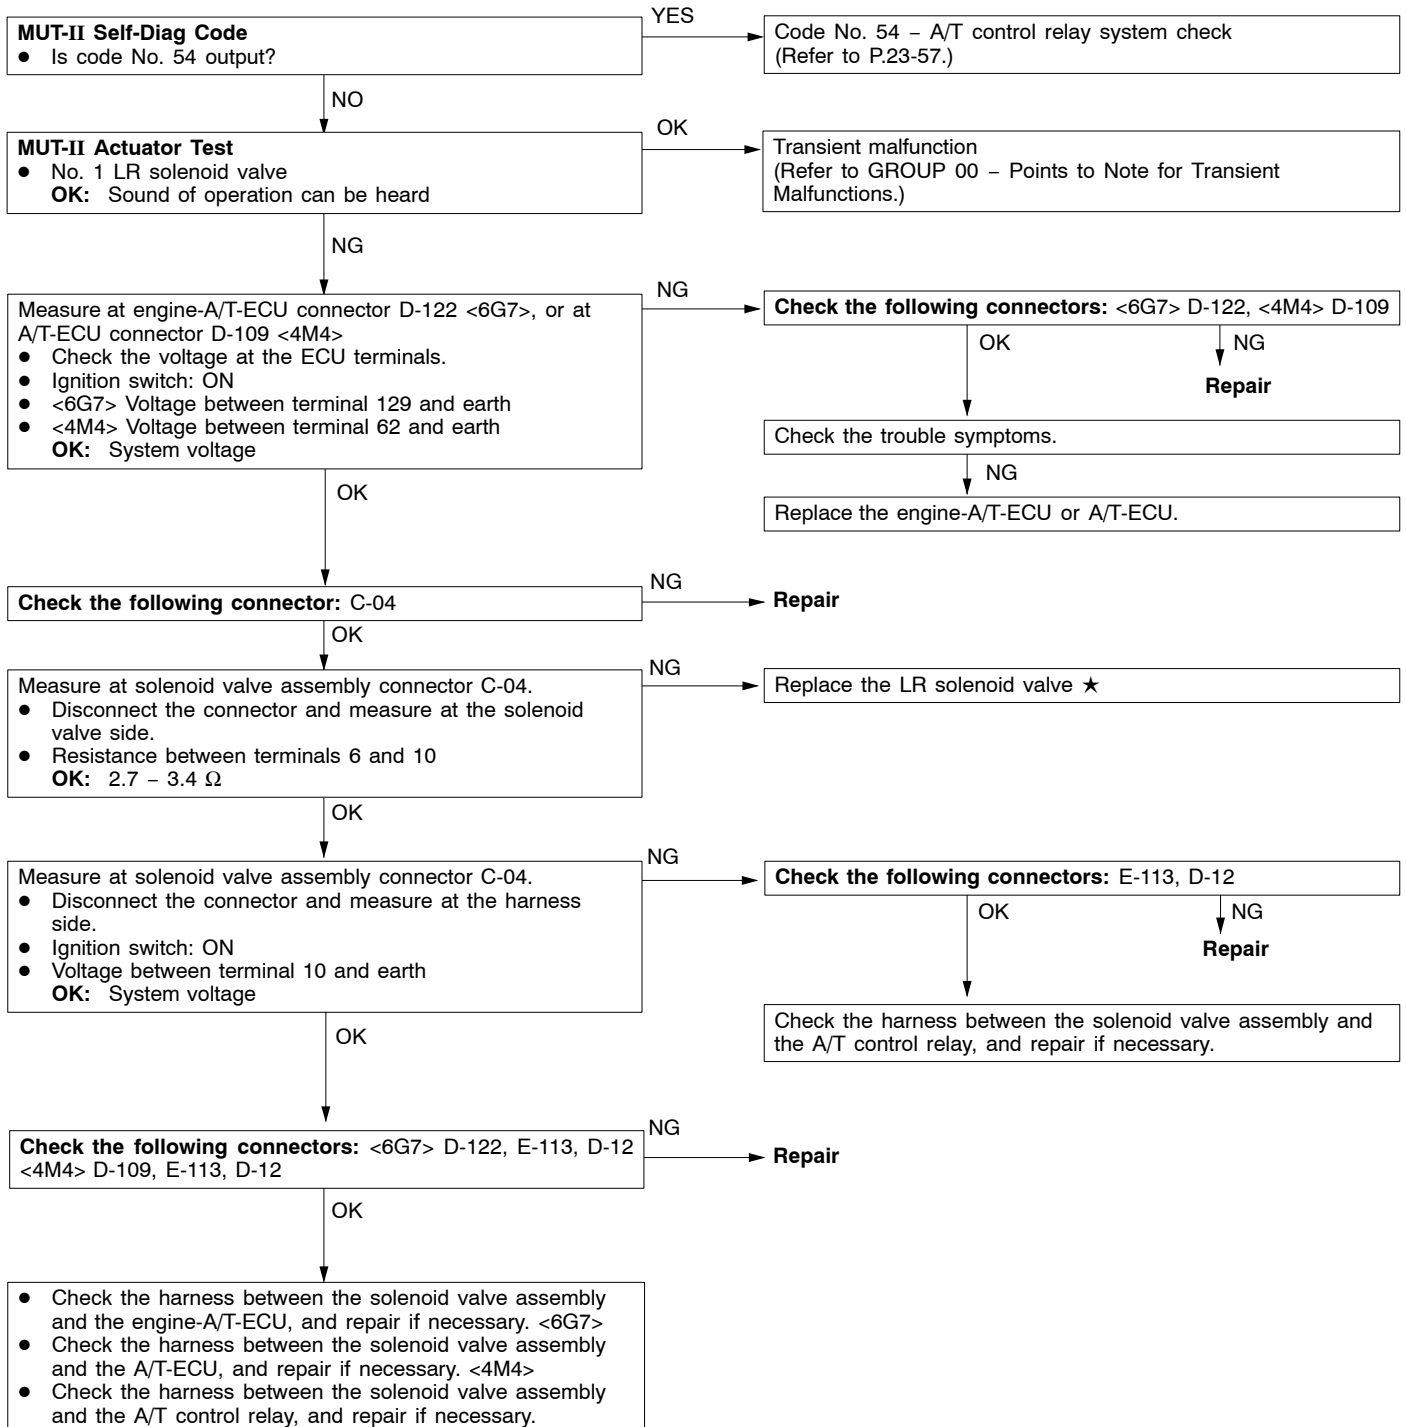 MUT-II Self-Diag Code
● Is code No. 54 output?
YES
Code No. 54 – A/T control relay system check
(Refer to P.23-57.)
NO
MUT-II Actuator Test
● No. 1 LR solenoid valve
OK: Sound of operation can be heard
OK
Transient malfunction
(Refer to GROUP 00 – Points to Note for Transient
Malfunctions.)
NG
Measure at engine-A/T-ECU connector D-122 <6G7>, or at
A/T-ECU connector D-109 <4M4>
● Check the voltage at the ECU terminals.
● Ignition switch: ON
● <6G7> Voltage between terminal 129 and earth
● <4M4> Voltage between terminal 62 and earth
OK: System voltage
NG
Check the following connectors: <6G7> D-122, <4M4> D-109
OK
NG
Repair
Check the trouble symptoms.
NG
Replace the engine-A/T-ECU or A/T-ECU.
OK
Check the following connector: C-04
NG
Repair
OK
Measure at solenoid valve assembly connector C-04.
● Disconnect the connector and measure at the solenoid
valve side.
● Resistance between terminals 6 and 10
OK: 2.7 – 3.4 Ω
NG
Replace the LR solenoid valve ★
OK
Measure at solenoid valve assembly connector C-04.
● Disconnect the connector and measure at the harness
side.
● Ignition switch: ON
● Voltage between terminal 10 and earth
OK: System voltage
NG
Check the following connectors: E-113, D-12
OK
NG
Repair
Check the harness between the solenoid valve assembly and
the A/T control relay, and repair if necessary.
OK
Check the following connectors: <6G7> D-122, E-113, D-12
<4M4> D-109, E-113, D-12
NG
Repair
OK
● Check the harness between the solenoid valve assembly
and the engine-A/T-ECU, and repair if necessary. <6G7>
● Check the harness between the solenoid valve assembly
and the A/T-ECU, and repair if necessary. <4M4>
● Check the harness between the solenoid valve assembly
and the A/T control relay, and repair if necessary.